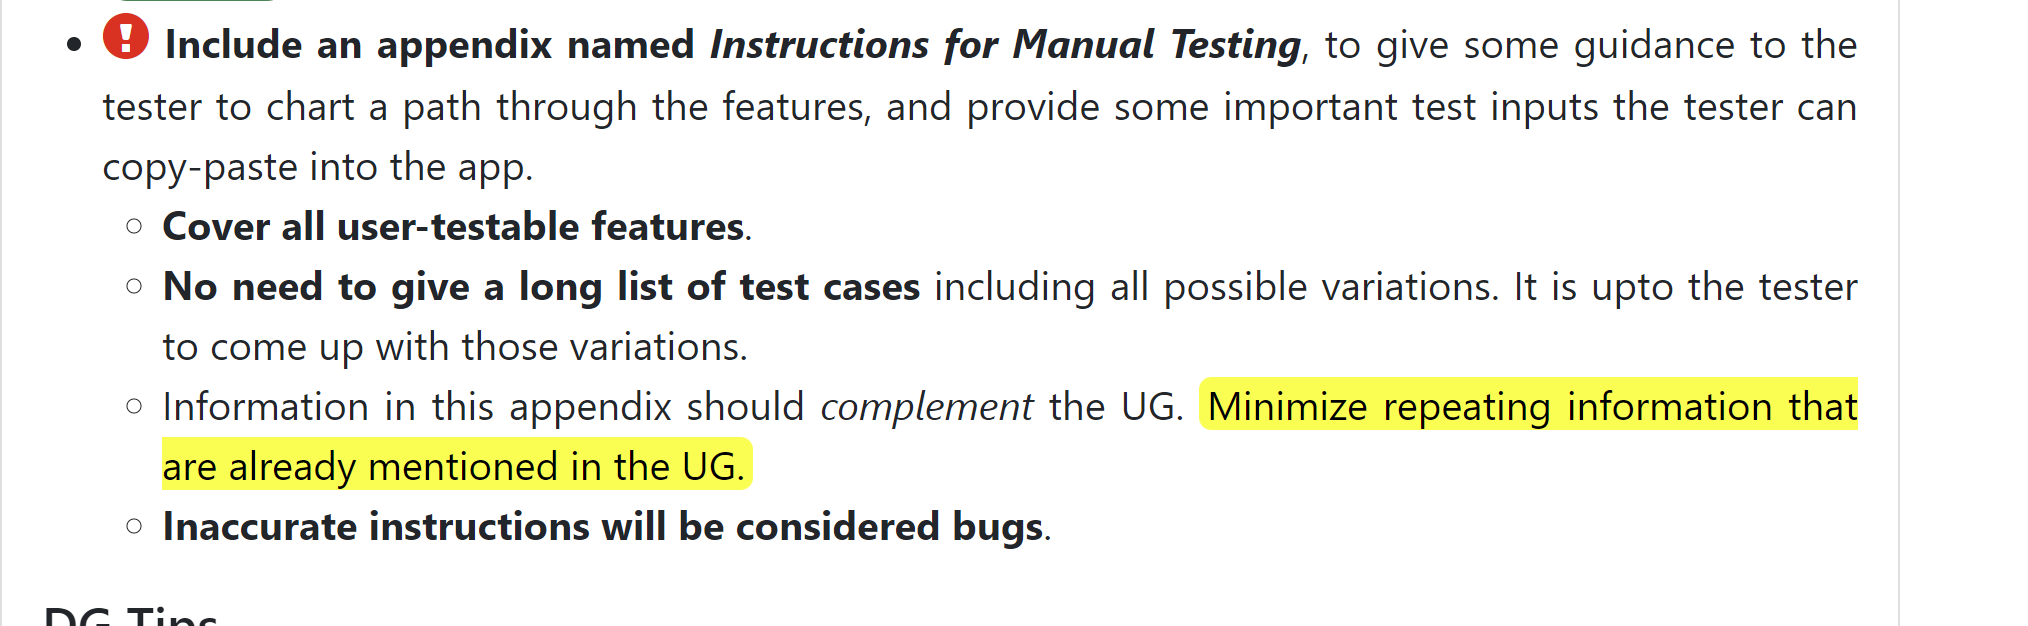 Include an appendix named Instructions for Manual Testing, to give some guidance to the
tester to chart a path through the features, and provide some important test inputs the tester can
copy-paste into the app.
Cover all user-testable features.
No need to give a long list of test cases including all possible variations. It is upto the tester
to come up with those variations.
Information in this appendix should complement the UG. Minimize repeating information that
are already mentioned in the UG.
Inaccurate instructions will be considered bugs.
DG Tips